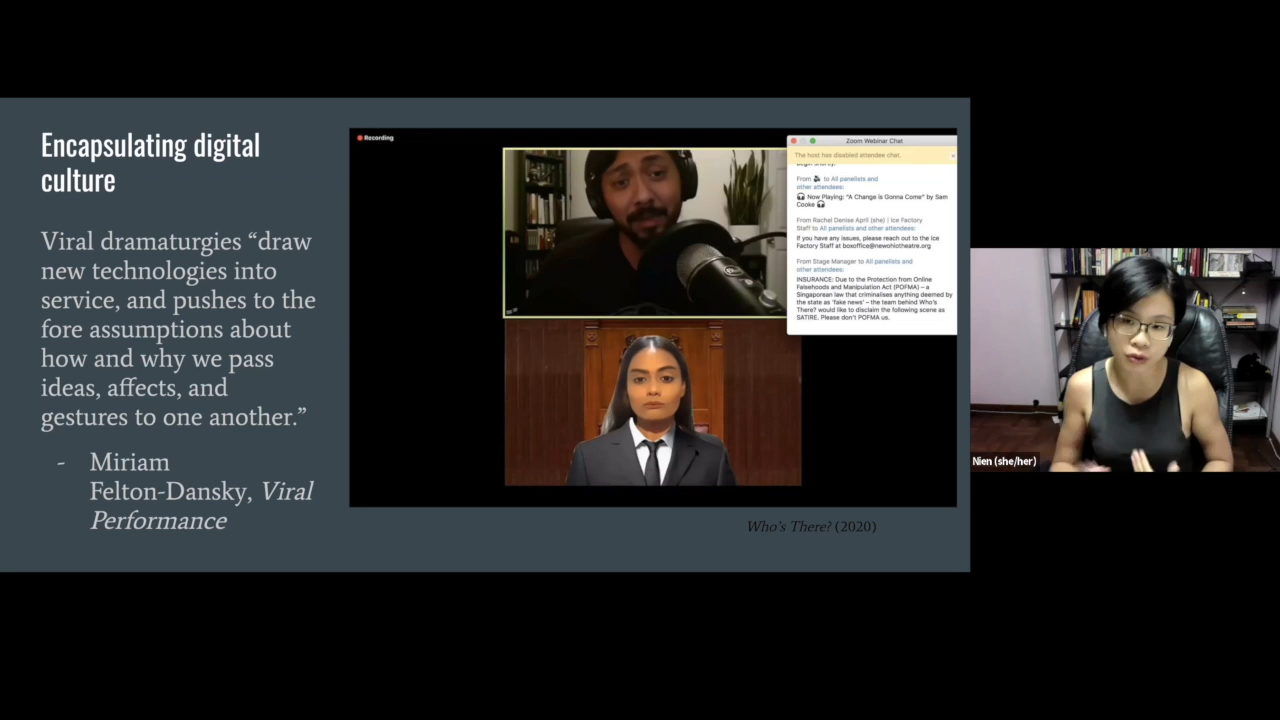 Encapsulating digital
culture
Viral dramaturgies “draw
new technologies into
service, and pushes to the
fore assumptions about
how and why we pass
ideas, affects, and
gestures to one another.”
- Miriam
Felton-Dansky, Viral
Performance
Recording
Zoom Webinar Chat
The host has disabled attendee chat.
begin shortly.
From to All panelists and
other attendees:
🎧 Now Playing: "A Change is Gonna Come" by Sam
Cooke 🎧
From Rachel Denise April (she) | Ice Factory
Staff to All panelists and other attendees:
If you have any issues, please reach out to the Ice
Factory Staff at boxoffice@newohiotheatre.org
From Stage Manager to All panelists and
other attendees:
INSURANCE: Due to the Protection from Online
Falsehoods and Manipulation Act (POFMA) – a
Singaporean law that criminalises anything deemed by
the state as 'fake news' – the team behind Who's
There? would like to disclaim the following scene as
SATIRE. Please don't POFMA us.
Who's There? (2020)
Nien (she/her)